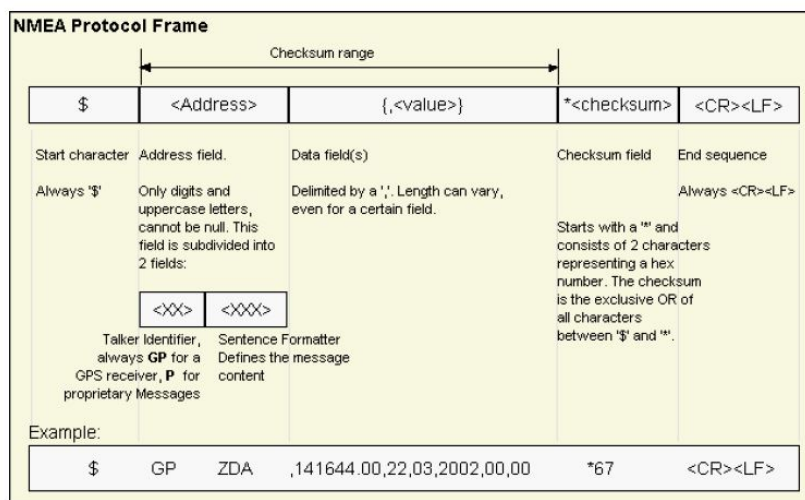 NMEA Protocol Frame
Checksum range
$ <Address> {,<value>} *<checksum> <CR><LF>
Start character Address field. Data field(s) Checksum field End sequence
Always '$'
Only digits and
uppercase letters,
cannot be null. This
field is subdivided into
2 fields:
Delimited by a ','. Length can vary,
even for a certain field.
Starts with a '*' and
consists of 2 characters
representing a hex
number. The checksum
is the exclusive OR of
all characters
between '$' and '*'.
Always <CR><LF>
<XX> <XXX>
Talker Identifier,
always GP for a
GPS receiver, P for
proprietary Messages
Sentence Formatter
Defines the message
content
Example:
$ GP ZDA ,141644.00,22,03,2002,00,00 *67 <CR><LF>